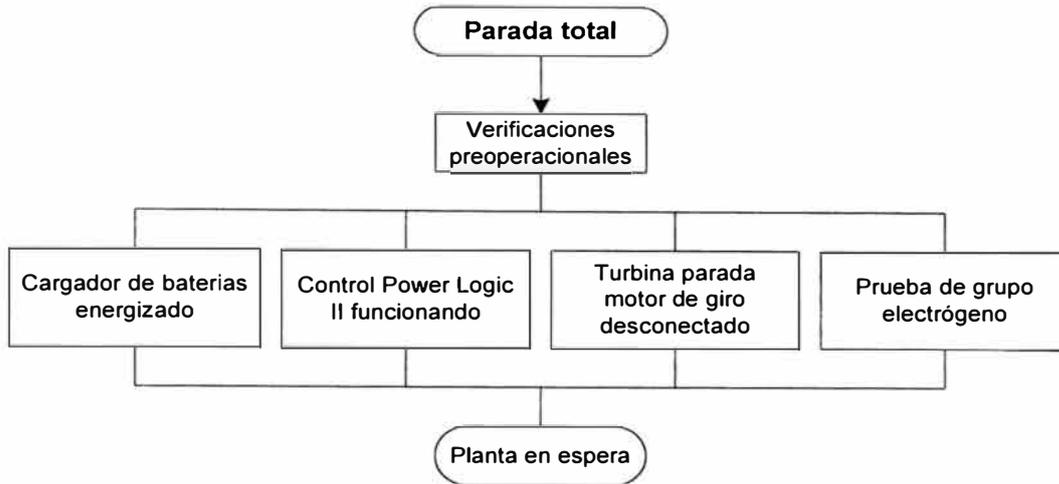 Parada total
Verificaciones
preoperacionales
Cargador de baterias
energizado
Control Power Logic
II funcionando
Turbina parada
motor de giro
desconectado
Prueba de grupo
electrógeno
Planta en espera